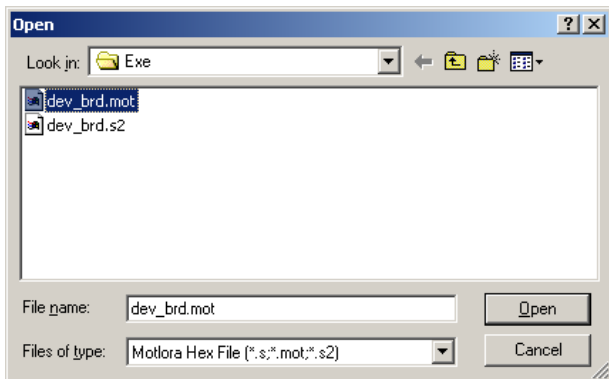 Open
Look in: Exe
dev_brd.mot
dev_brd.s2
File name: dev_brd.mot Open
Files of type: Motlora Hex File (*.s;*.mot;*.s2) Cancel